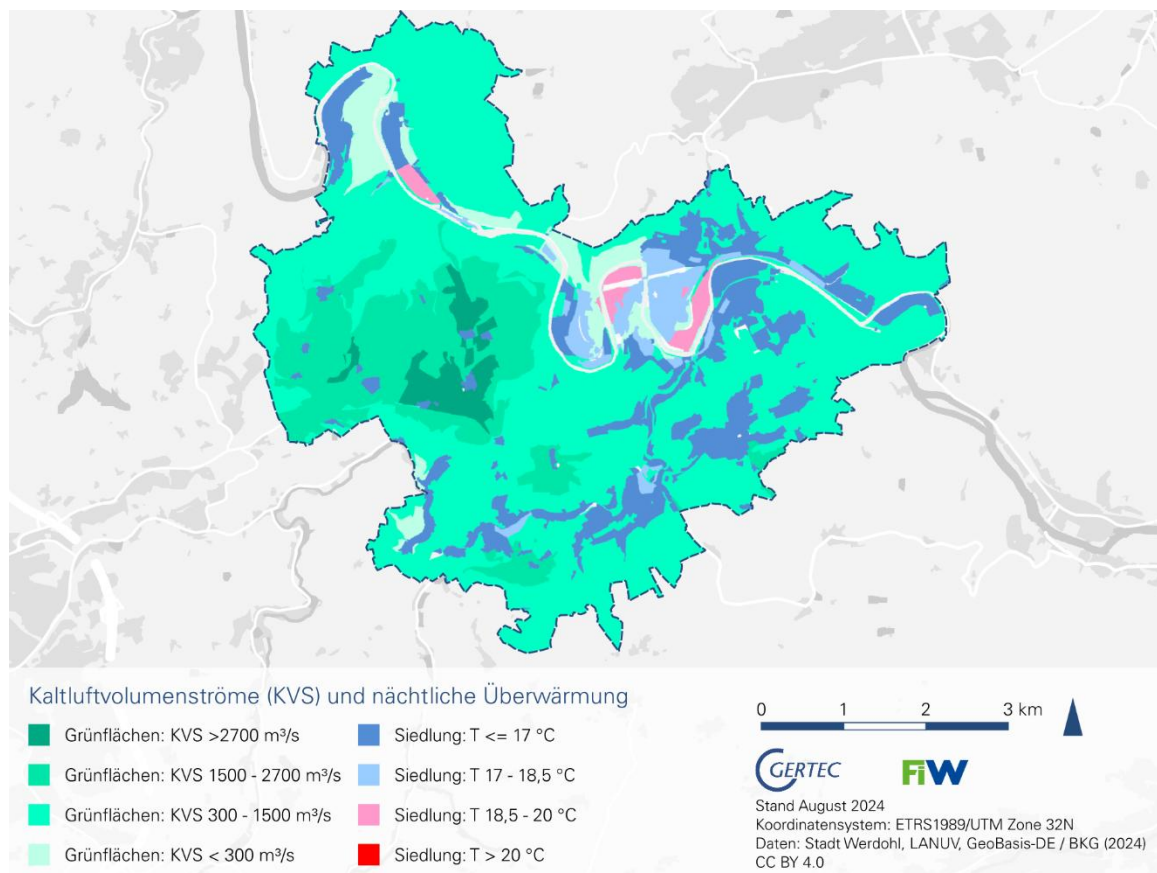 Kaltluftvolumenströme (KVS) und nächtliche Überwärmung
Grünflächen: KVS >2700 m³/s
Grünflächen: KVS 1500 - 2700 m³/s
Grünflächen: KVS 300 - 1500 m³/s
Grünflächen: KVS < 300 m³/s
Siedlung: T <= 17 °C
Siedlung: T 17 - 18,5 °C
Siedlung: T 18,5 - 20 °C
Siedlung: T > 20 °C
0 1 2 3 km
GERTEC
FiW
Stand August 2024
Koordinatensystem: ETRS1989/UTM Zone 32N
Daten: Stadt Werdohl, LANUV, GeoBasis-DE / BKG (2024)
CC BY 4.0